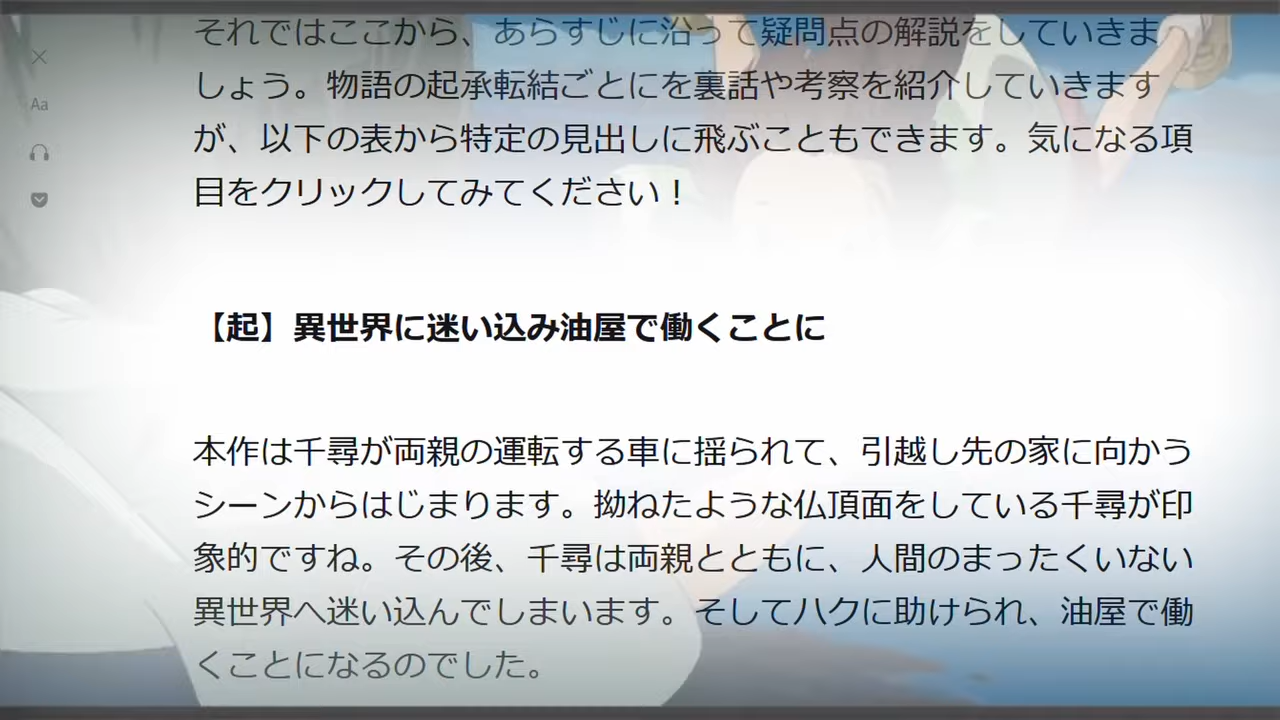 それではここから、あらすじに沿って疑問点の解説をしていきま
しょう。物語の起承転結ごとにを裏話や考察を紹介していきます
が、以下の表から特定の見出しに飛ぶこともできます。気になる項
目をクリックしてみてください！
Aa
【起】異世界に迷い込み油屋で働くことに
本作は千尋が両親の運転する車に揺られて、引越し先の家に向かう
シーンからはじまります。拗ねたような仏頂面をしている千尋が印
象的ですね。その後、千尋は両親とともに、人間のまったくいない
異世界へ迷い込んでしまいます。そしてハクに助けられ、油屋で働
くことになるのでした。